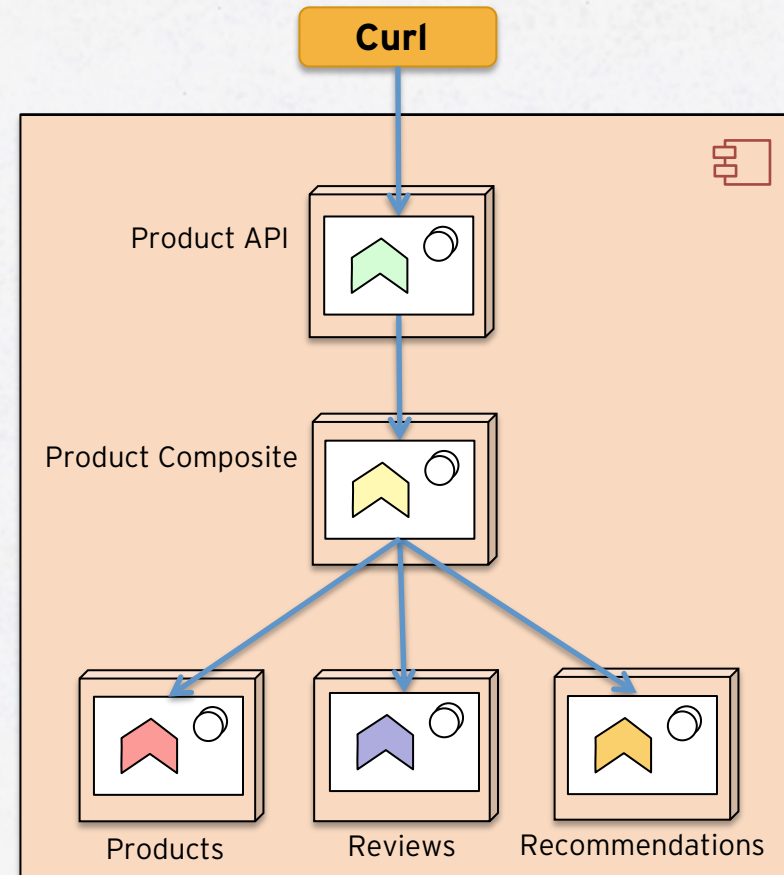 Curl
Product API
Product Composite
Products
Reviews
Recommendations